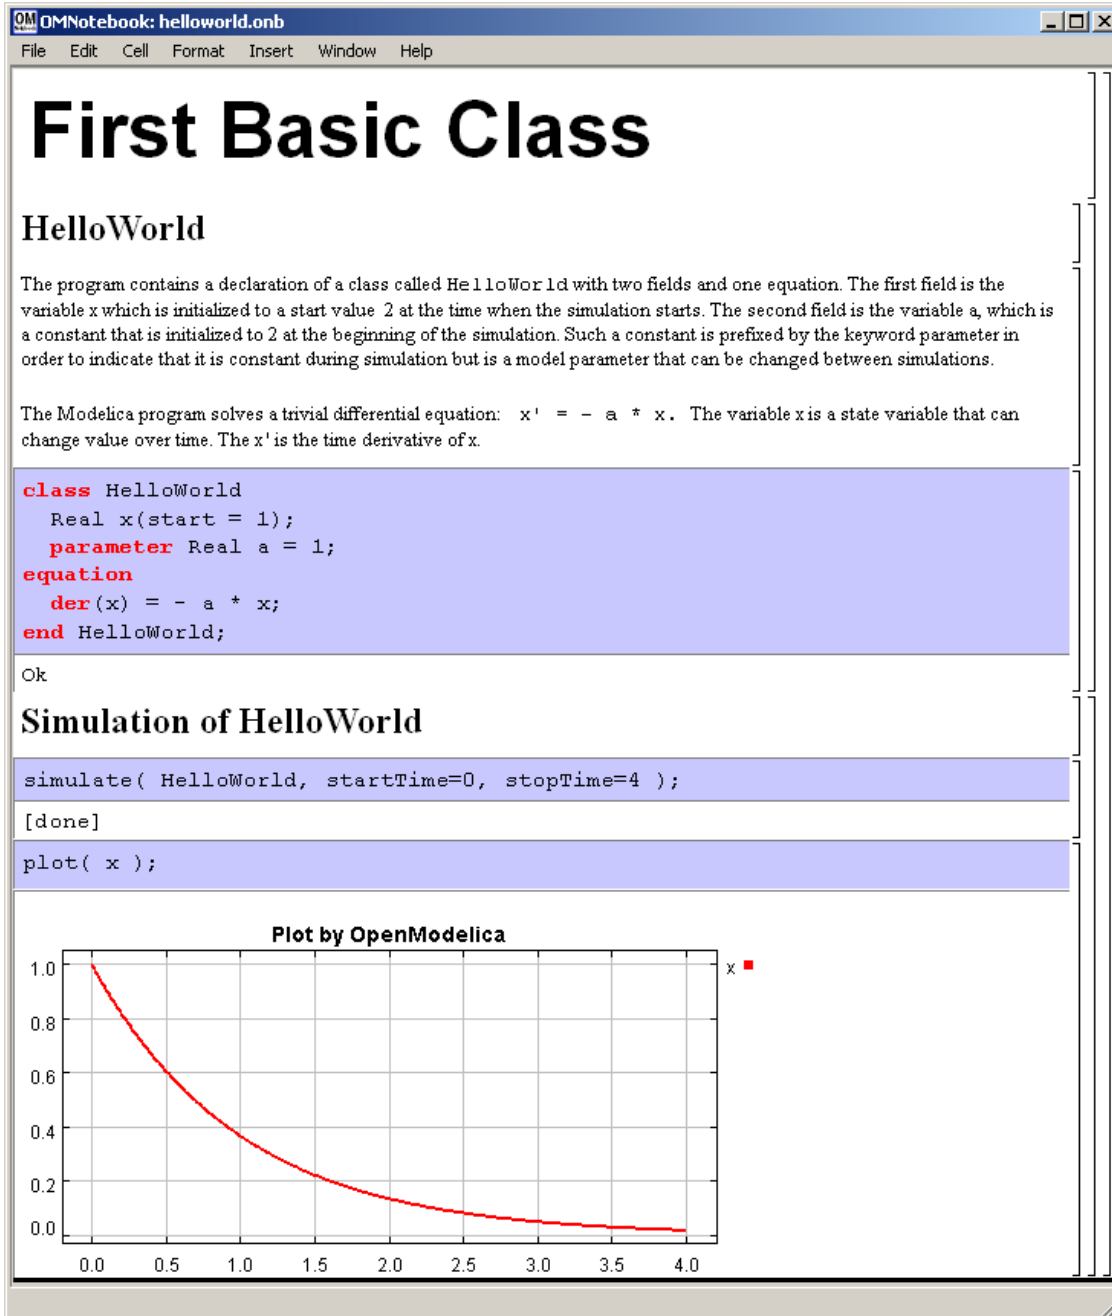 OMNotebook: helloworld.onb
File Edit Cell Format Insert Window Help
First Basic Class
HelloWorld
The program contains a declaration of a class called HelloWorld with two fields and one equation. The first field is the
variable x which is initialized to a start value 2 at the time when the simulation starts. The second field is the variable a, which is
a constant that is initialized to 2 at the beginning of the simulation. Such a constant is prefixed by the keyword parameter in
order to indicate that it is constant during simulation but is a model parameter that can be changed between simulations.
The Modelica program solves a trivial differential equation: x' = - a * x. The variable x is a state variable that can
change value over time. The x' is the time derivative of x.
class HelloWorld
Real x(start = 1);
parameter Real a = 1;
equation
der(x) = - a * x;
end HelloWorld;
Ok
Simulation of HelloWorld
simulate( HelloWorld, startTime=0, stopTime=4 );
[done]
plot( x );
Plot by OpenModelica
x
1.0
0.8
0.6
0.4
0.2
0.0
0.0 0.5 1.0 1.5 2.0 2.5 3.0 3.5 4.0